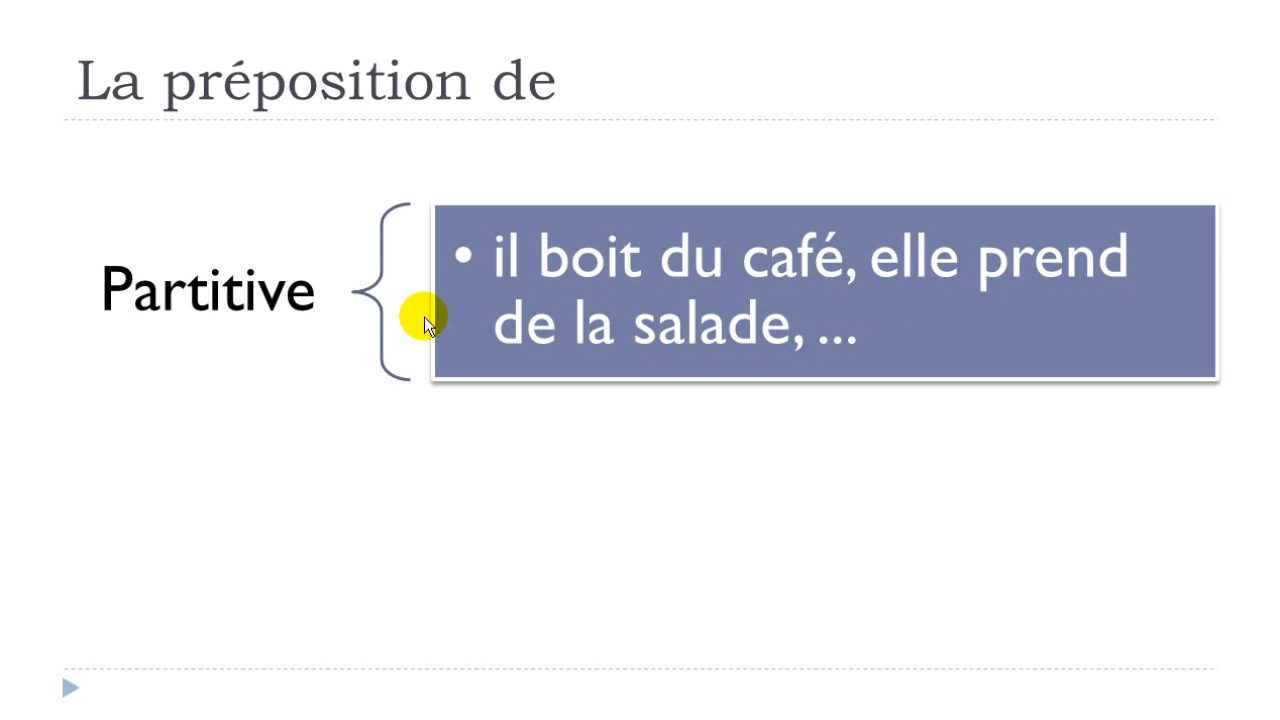 La préposition de
Partitive
• il boit du café, elle prend
de la salade, ...